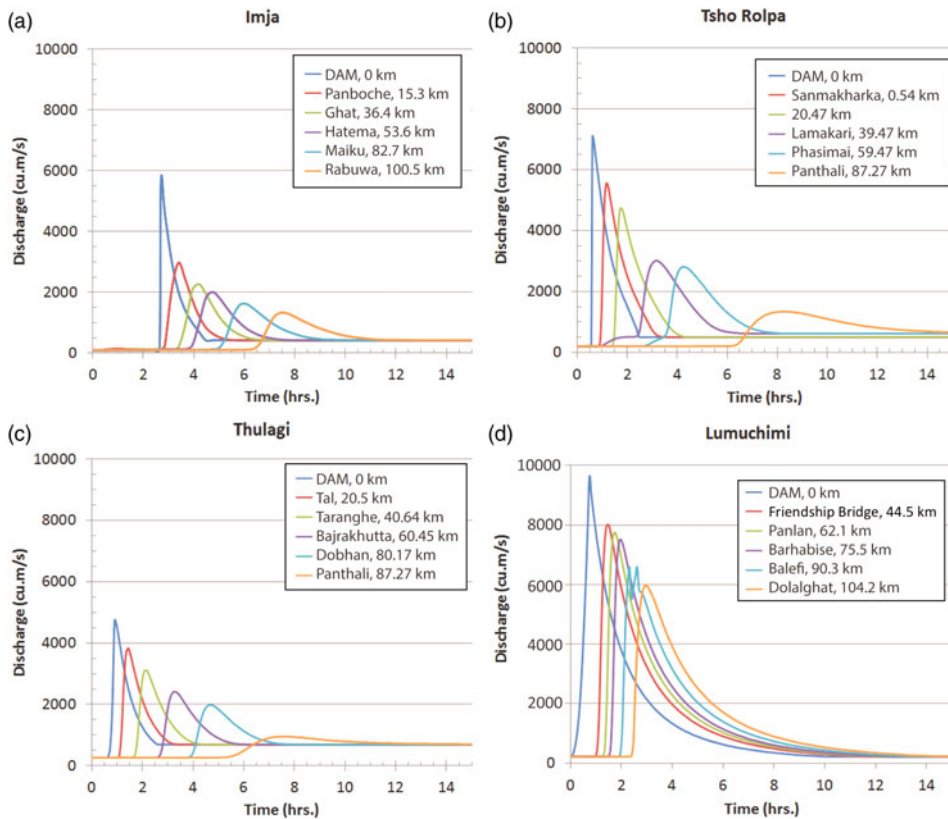 (a)
Imja
Discharge (cu.m/s)
10000
8000
6000
4000
2000
0
DAM, 0 km
Panboche, 15.3 km
Ghat, 36.4 km
Hatema, 53.6 km
Maiku, 82.7 km
Rabuwa, 100.5 km
0 2 4 6 8 10 12 14
Time (hrs.)
(b)
Tsho Rolpa
Discharge (cu.m/s)
10000
8000
6000
4000
2000
0
DAM, 0 km
Sanmakharka, 0.54 km
20.47 km
Lamakari, 39.47 km
Phasimai, 59.47 km
Panthali, 87.27 km
0 2 4 6 8 10 12 14
Time (hrs.)
(c)
Thulagi
Discharge (cu.m/s)
10000
8000
6000
4000
2000
0
DAM, 0 km
Tal, 20.5 km
Taranghe, 40.64 km
Bajrakhutta, 60.45 km
Dobhan, 80.17 km
Panthali, 87.27 km
0 2 4 6 8 10 12 14
Time (hrs.)
(d)
Lumuchimi
Discharge (cu.m/s)
10000
8000
6000
4000
2000
0
DAM, 0 km
Friendship Bridge, 44.5 km
Panlan, 62.1 km
Barhabise, 75.5 km
Balefi, 90.3 km
Dolalghat, 104.2 km
0 2 4 6 8 10 12 14
Time (hrs.)